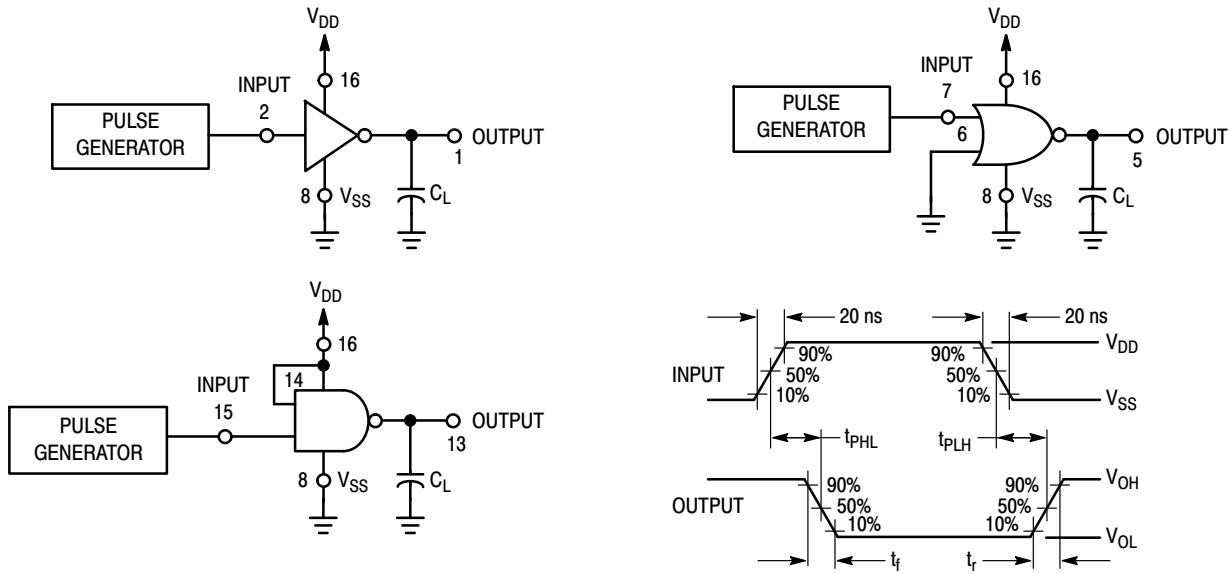 VDD
16
INPUT
2
PULSE
GENERATOR
OUTPUT
1
8
VSS
CL
VDD
16
INPUT
7
PULSE
GENERATOR
6
OUTPUT
5
8
VSS
CL
VDD
16
14
INPUT
15
PULSE
GENERATOR
OUTPUT
13
8
VSS
CL
20 ns
20 ns
INPUT
90%
50%
10%
90%
50%
10%
VDD
VSS
tPHL
tPLH
OUTPUT
90%
50%
10%
90%
50%
10%
VOH
VOL
tf
tr